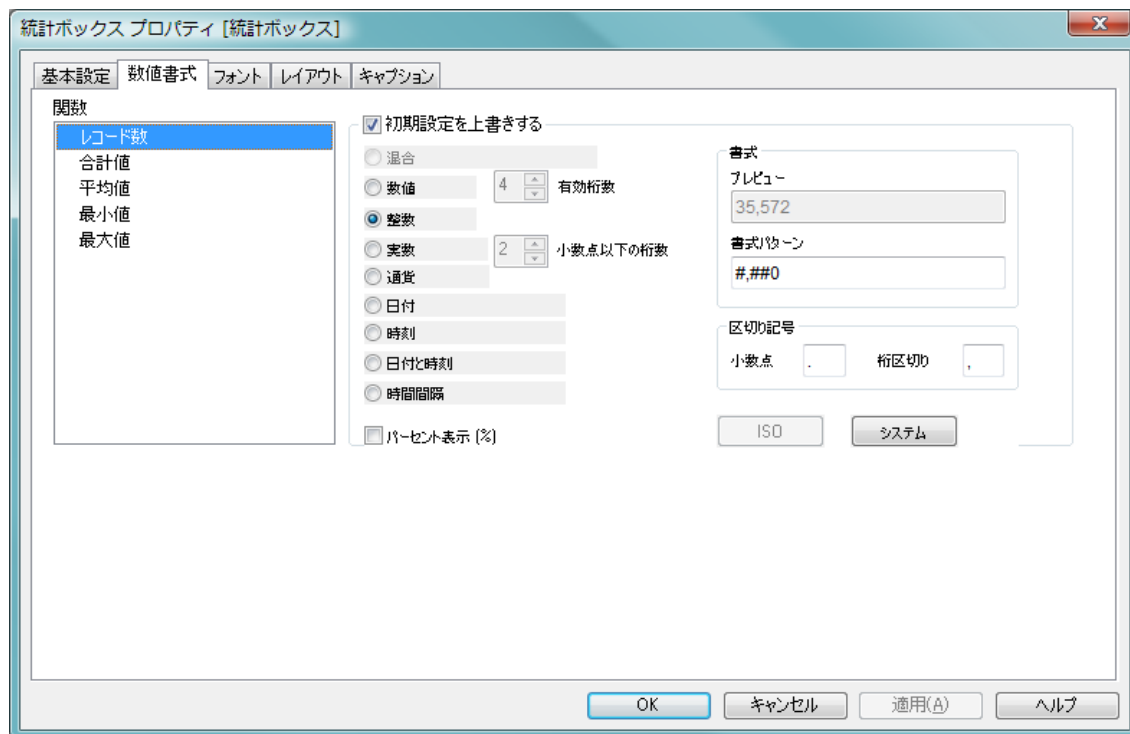 統計ボックス プロパティ [統計ボックス]
基本設定 数値書式 フォント レイアウト キャプション
関数
レコード数
合計値
平均値
最小値
最大値
初期設定を上書きする
混合
数値 4 有効桁数
整数
実数 2 小数点以下の桁数
通貨
日付
時刻
日付と時刻
時間間隔
パーセント表示 (%)
書式
プレビュー
35,572
書式パターン
#,##0
区切り記号
小数点 . 桁区切り ,
ISO システム
OK キャンセル 適用(A) ヘルプ